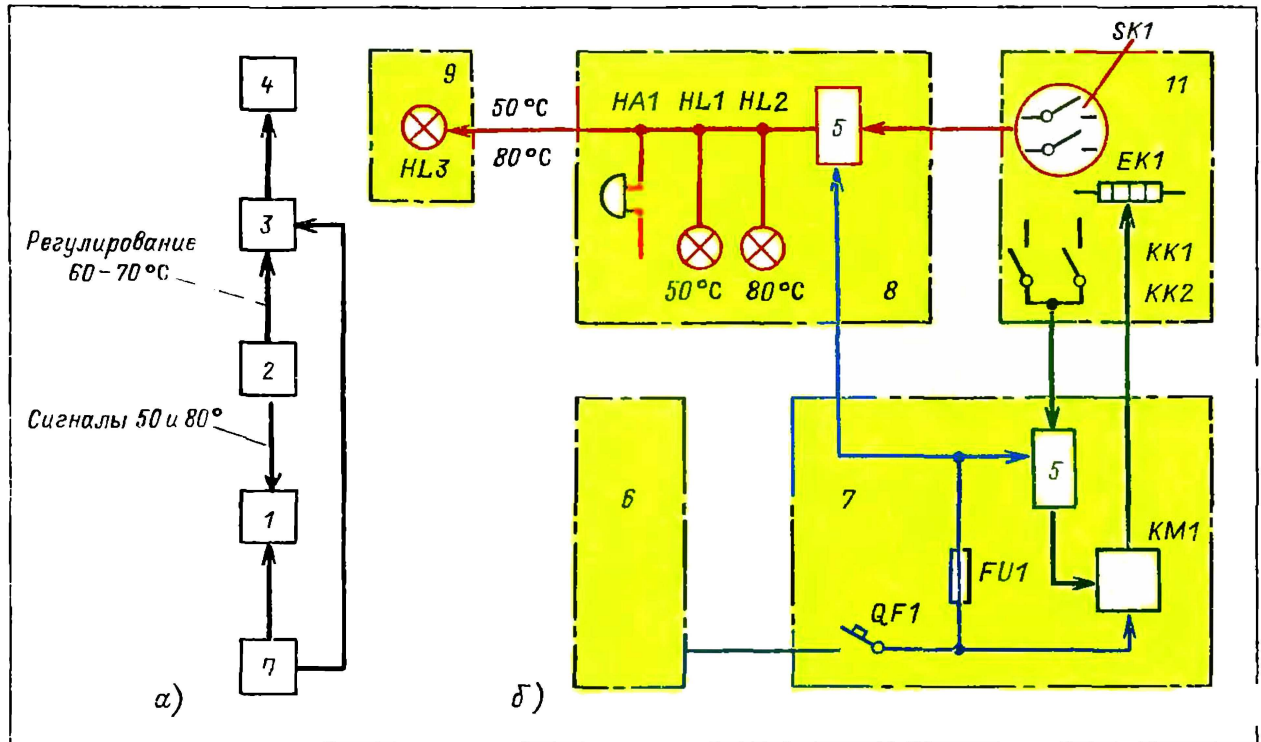 4
3
Регулирование
60–70°С
2
Сигналы 50 и 80°
1
7
а)
9
HL3
50°С
80°С
HA1 HL1 HL2
5
50°С 80°С
8
SK1
11
EK1
KK1
KK2
6
7
5
KM1
FU1
QF1
б)